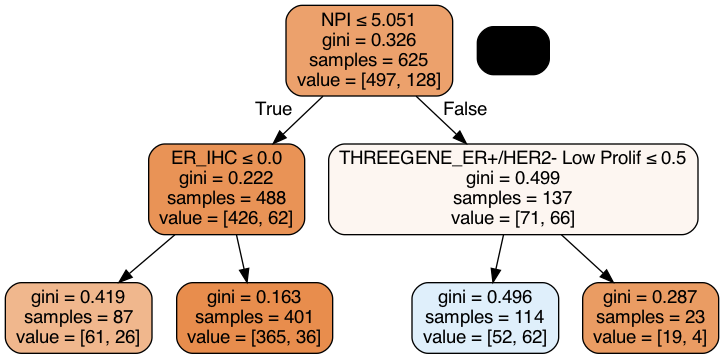 NPI ≤ 5.051
gini = 0.326
samples = 625
value = [497, 128]
True
False
ER_IHC ≤ 0.0
gini = 0.222
samples = 488
value = [426, 62]
THREEGENE_ER+/HER2- Low Prolif ≤ 0.5
gini = 0.499
samples = 137
value = [71, 66]
gini = 0.419
samples = 87
value = [61, 26]
gini = 0.163
samples = 401
value = [365, 36]
gini = 0.496
samples = 114
value = [52, 62]
gini = 0.287
samples = 23
value = [19, 4]